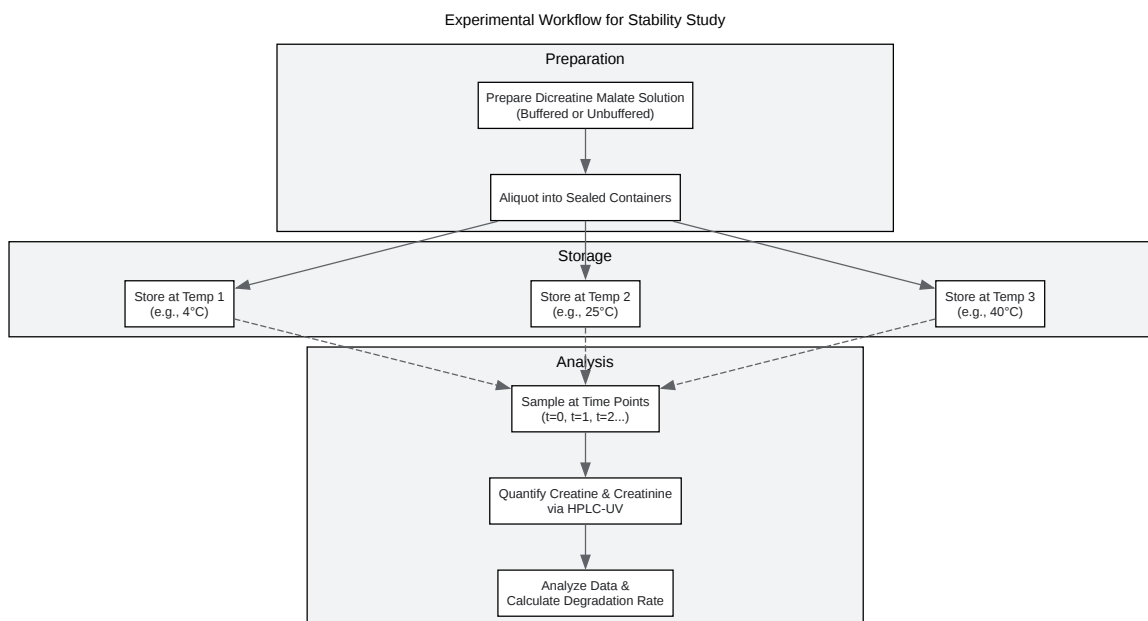 Experimental Workflow for Stability Study
Preparation
Prepare Dicreatine Malate Solution
(Buffered or Unbuffered)
Aliquot into Sealed Containers
Storage
Store at Temp 1
(e.g., 4°C)
Store at Temp 2
(e.g., 25°C)
Store at Temp 3
(e.g., 40°C)
Analysis
Sample at Time Points
(t=0, t=1, t=2...)
Quantify Creatine & Creatinine
via HPLC-UV
Analyze Data &
Calculate Degradation Rate